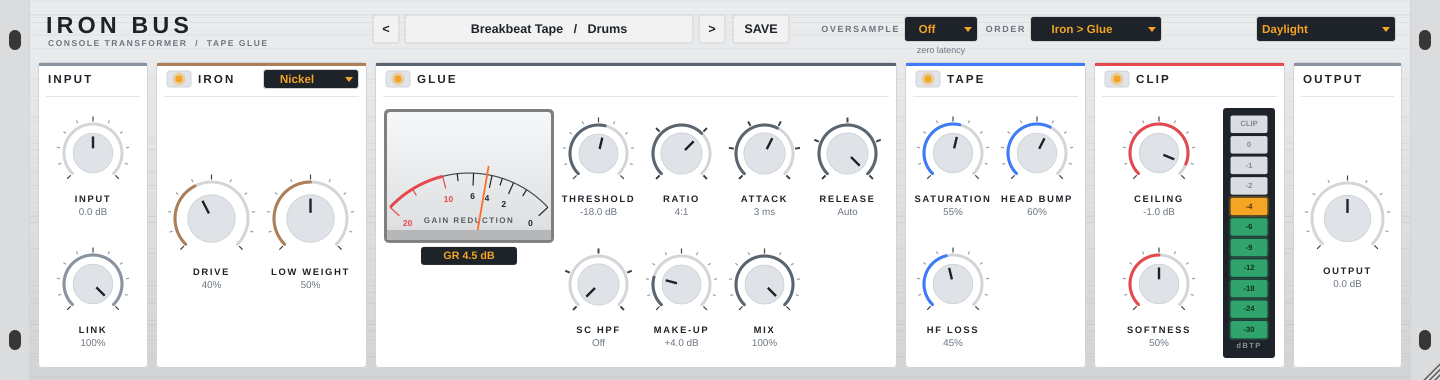 IRON BUS
CONSOLE TRANSFORMER / TAPE GLUE
< Breakbeat Tape / Drums > SAVE
OVERSAMPLE Off ORDER Iron > Glue Daylight
zero latency
INPUT
INPUT
0.0 dB
LINK
100%
IRON Nickel
DRIVE
40%
LOW WEIGHT
50%
GLUE
20 10 6 4 2 0
GAIN REDUCTION
GR 4.5 dB
THRESHOLD
-18.0 dB
RATIO
4:1
ATTACK
3 ms
RELEASE
Auto
SC HPF
Off
MAKE-UP
+4.0 dB
MIX
100%
TAPE
SATURATION
55%
HEAD BUMP
60%
HF LOSS
45%
CLIP
CEILING
-1.0 dB
SOFTNESS
50%
CLIP
0
-1
-2
-4
-6
-9
-12
-18
-24
-30
dBTP
OUTPUT
OUTPUT
0.0 dB